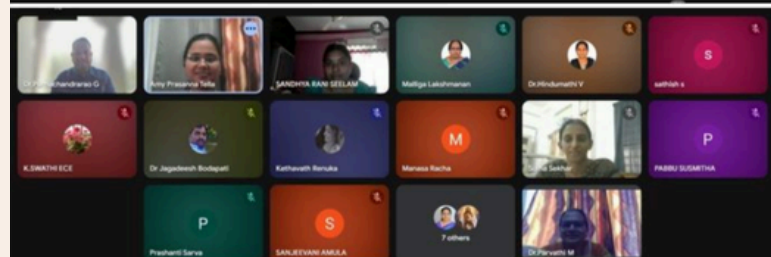 Amy Prasanna Tella
SANDHYA RANI SEELAM
Malliga Lakshmanan
Dr.Hindumathi V
sathish s
S
K.SWATHI ECE
Dr Jagadeesh Bodapati
Kethavath Renuka
Manasa Racha
M
Sekhar
PABBU SUSMITHA
P
Prashanti Sarva
P
SANJEEVANI AMULA
S
7 others
Dr.Parvathi M